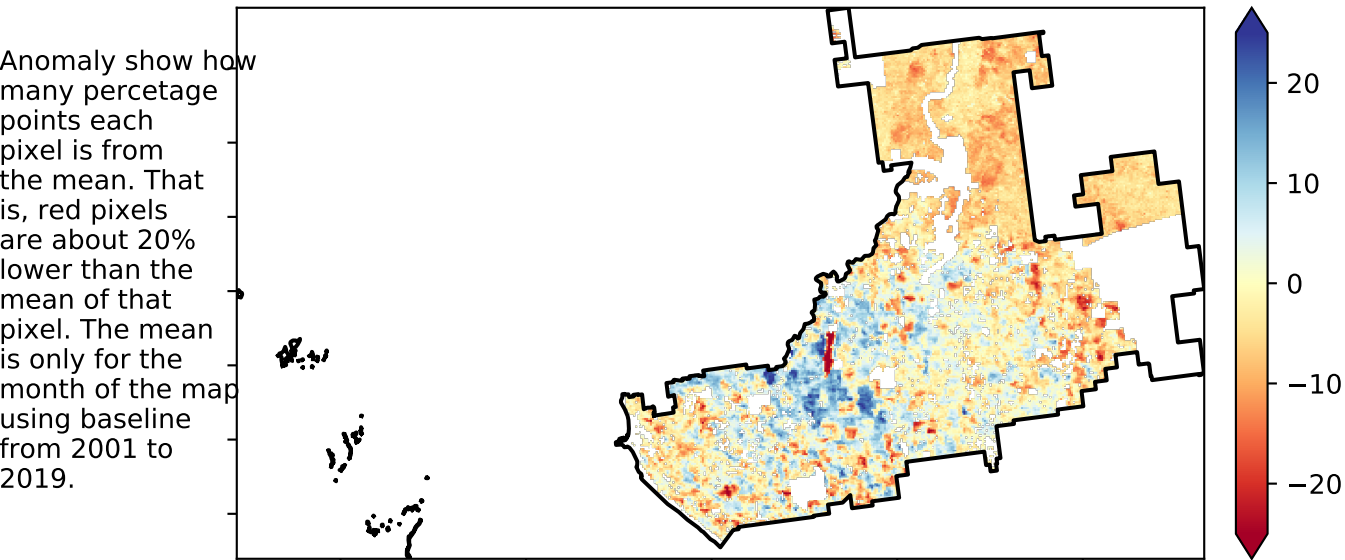 Anomaly show how
many percetage
points each
pixel is from
the mean. That
is, red pixels
are about 20%
lower than the
mean of that
pixel. The mean
is only for the
month of the map
using baseline
from 2001 to
2019.
20
10
0
−10
−20